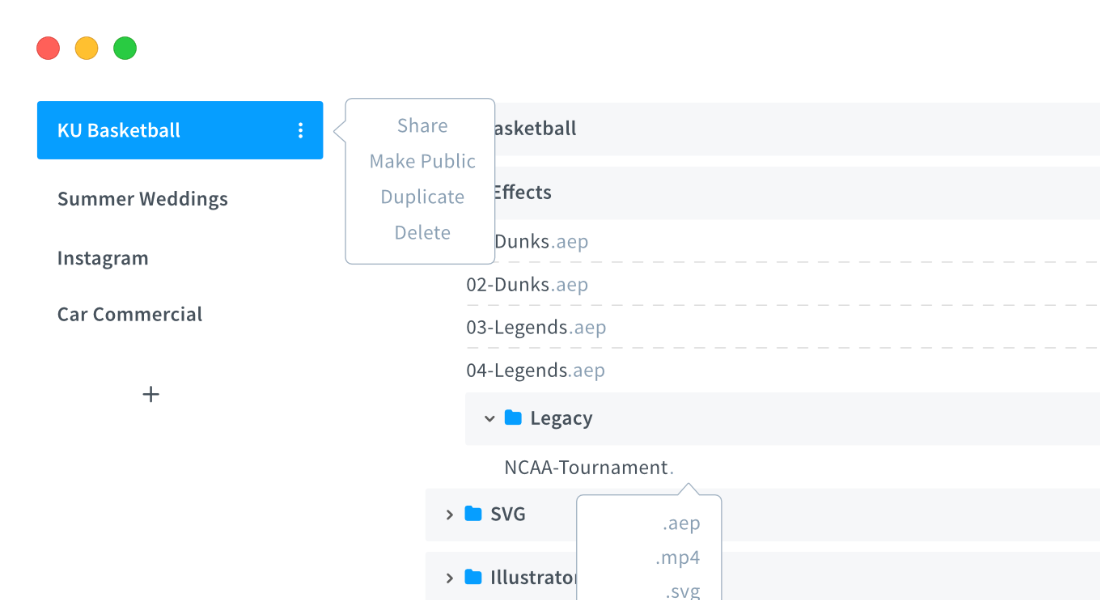 KU Basketball
Summer Weddings
Instagram
Car Commercial
+
Share
Make Public
Duplicate
Delete
asketball
Effects
Dunks.aep
02-Dunks.aep
03-Legends.aep
04-Legends.aep
Legacy
NCAA-Tournament.
SVG
Illustrator
.aep
.mp4
.svg